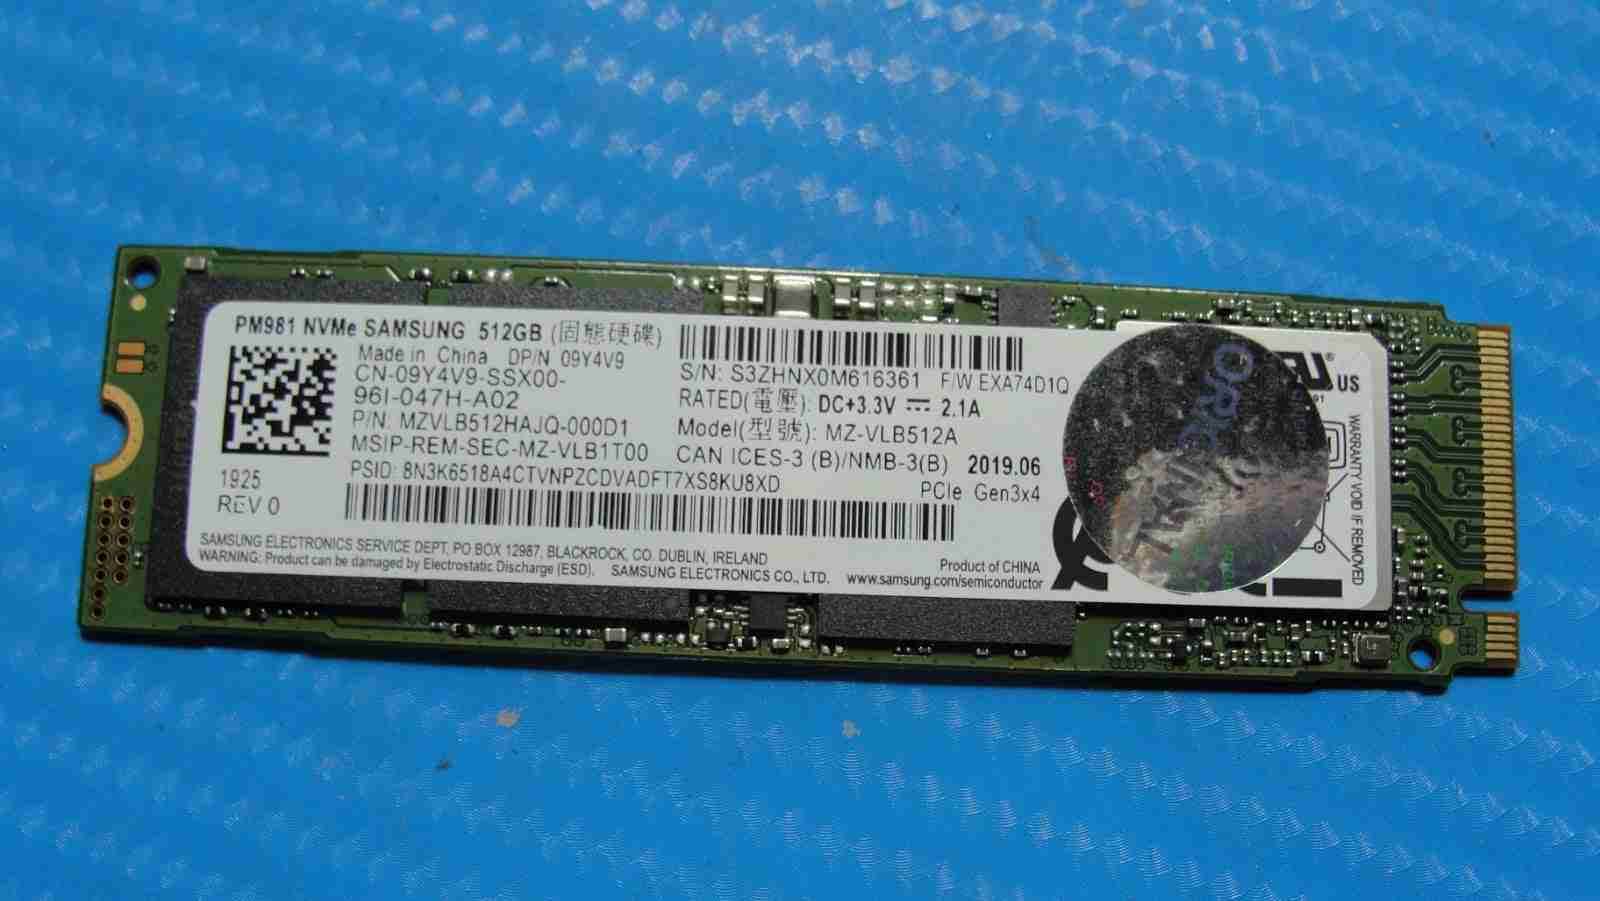 PM981 NVMe SAMSUNG 512GB (固態硬碟)
Made in China DP/N 09Y4V9
CN-09Y4V9-SSX00-
96I-047H-A02
P/N: MZVLB512HAJQ-000D1
MSIP-REM-SEC-MZ-VLB1T00
PSID: 8N3K6518A4CTVNPZCDVADFT7XS8KU8XD
1925
REV 0
S/N: S3ZHNX0M616361 F/W EXA74D1Q
RATED(電壓): DC+3.3V ⎓ 2.1A
Model(型號): MZ-VLB512A
CAN ICES-3 (B)/NMB-3(B) 2019.06
PCIe Gen3x4
SAMSUNG ELECTRONICS SERVICE DEPT, PO BOX 12987, BLACKROCK, CO. DUBLIN, IRELAND
WARNING: Product can be damaged by Electrostatic Discharge (ESD). SAMSUNG ELECTRONICS CO., LTD.
Product of CHINA
www.samsung.com/semiconductor
US
WARRANTY VOID IF REMOVED